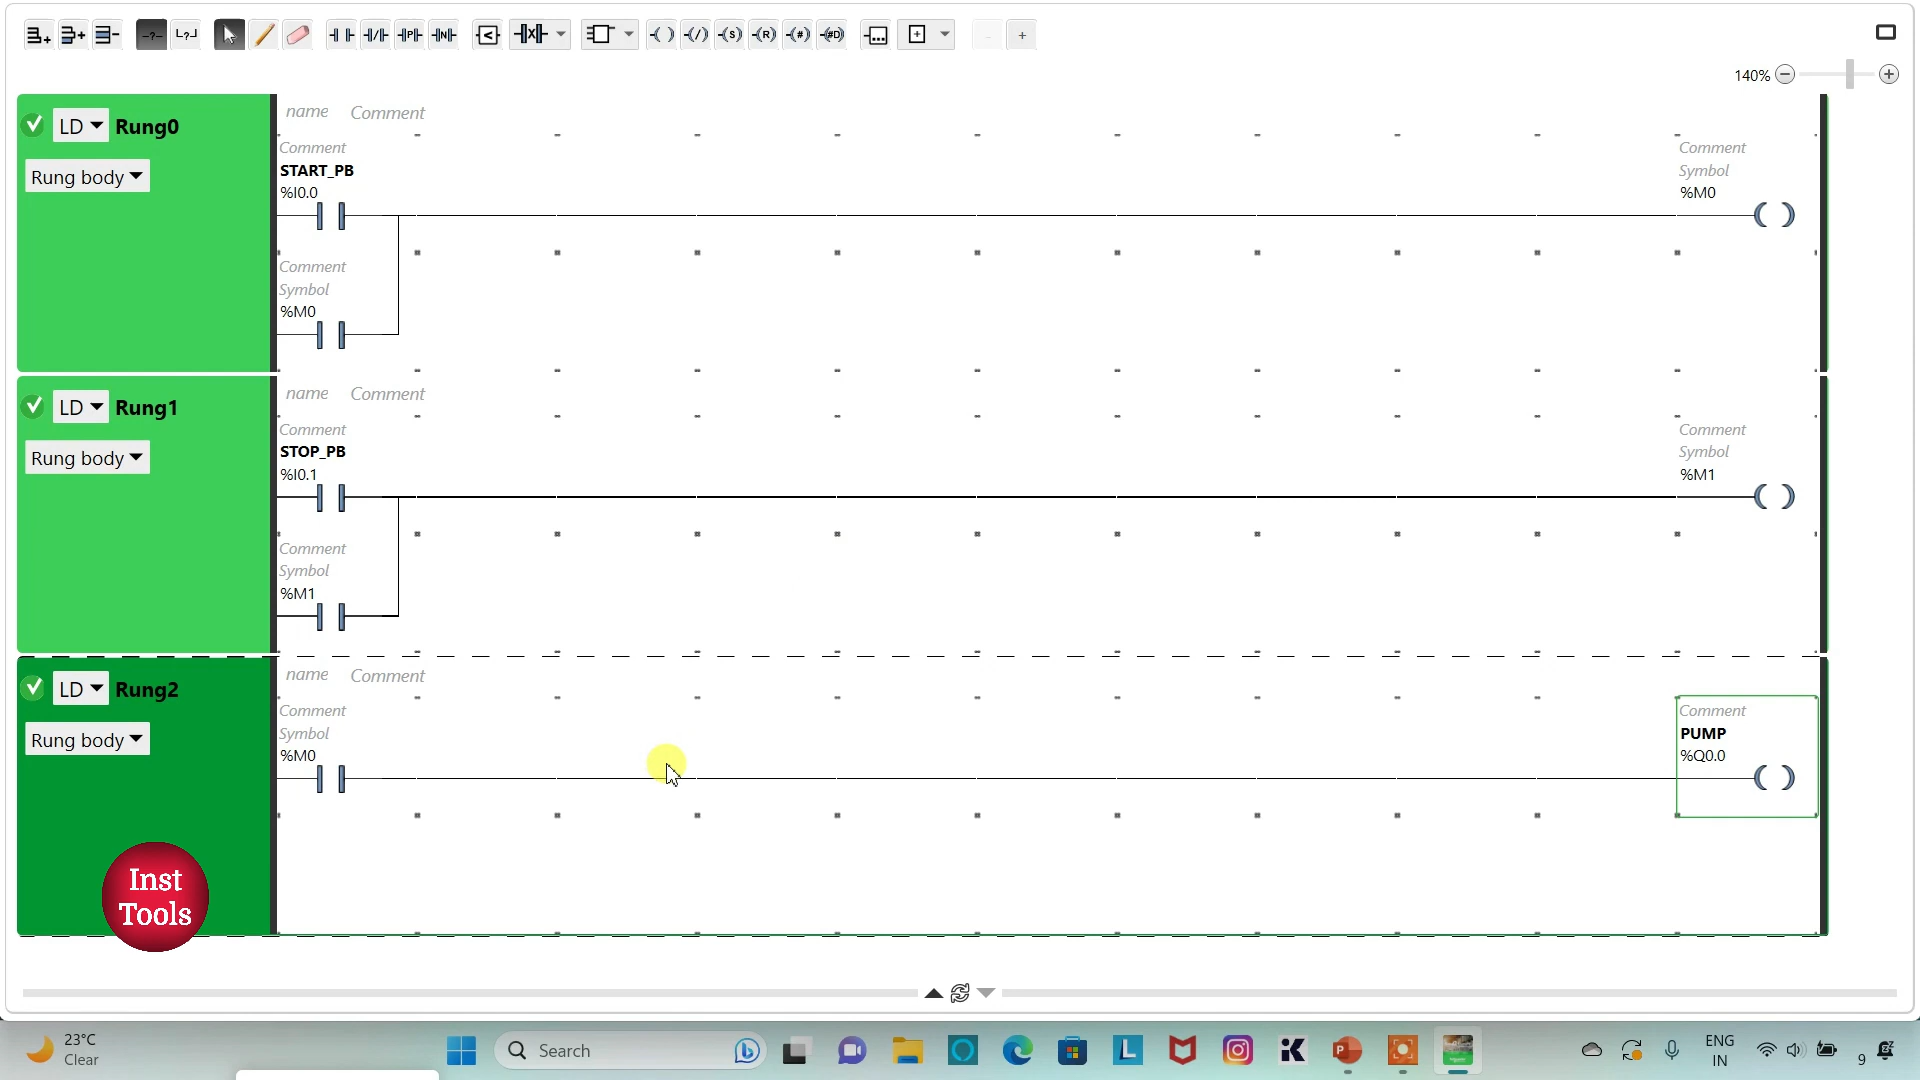 140%
LD Rung0
name Comment
Rung body
Comment
START_PB
%I0.0
Comment
Symbol
%M0
Comment
Symbol
%M0
LD Rung1
name Comment
Rung body
Comment
STOP_PB
%I0.1
Comment
Symbol
%M1
Comment
Symbol
%M1
LD Rung2
name Comment
Rung body
Comment
Symbol
%M0
Comment
PUMP
%Q0.0
Inst
Tools
23°C
Clear
Search
ENG
IN
9